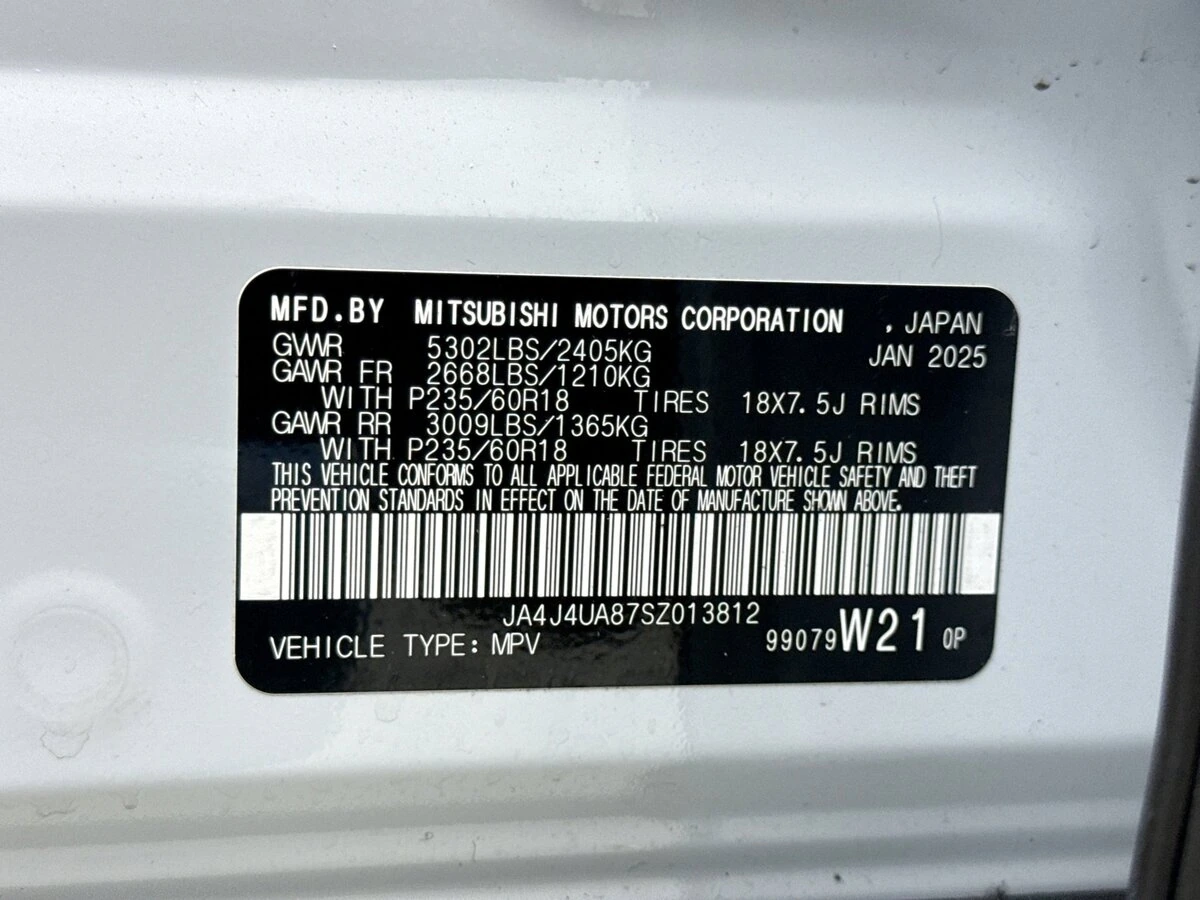 MFD.BY MITSUBISHI MOTORS CORPORATION , JAPAN
GVWR 5302LBS/2405KG JAN 2025
GAWR FR 2668LBS/1210KG
WITH P235/60R18 TIRES 18X7.5J RIMS
GAWR RR 3009LBS/1365KG
WITH P235/60R18 TIRES 18X7.5J RIMS
THIS VEHICLE CONFORMS TO ALL APPLICABLE FEDERAL MOTOR VEHICLE SAFETY AND THEFT
PREVENTION STANDARDS IN EFFECT ON THE DATE OF MANUFACTURE SHOWN ABOVE.
JA4J4UA87SZ013812
VEHICLE TYPE: MPV 99079 W21 0P